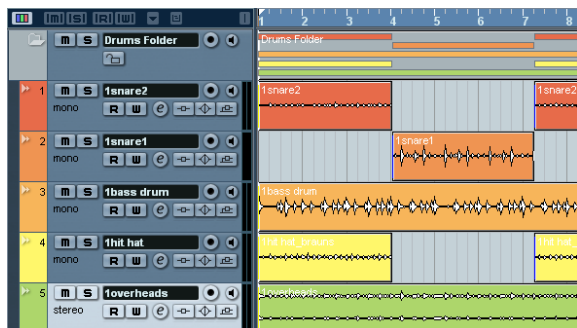 M S R W
1 2 3 4 5 6 7 8
m S Drums Folder
Drums Folder
1 m S 1snare2
mono R W e
1snare2
1snare2
2 m S 1snare1
mono R W e
1snare1
3 m S 1bass drum
mono R W e
1bass drum
4 m S 1hit hat
mono R W e
1hit hat_brauns
1hit hat_
5 m S 1overheads
stereo R W e
1overheads